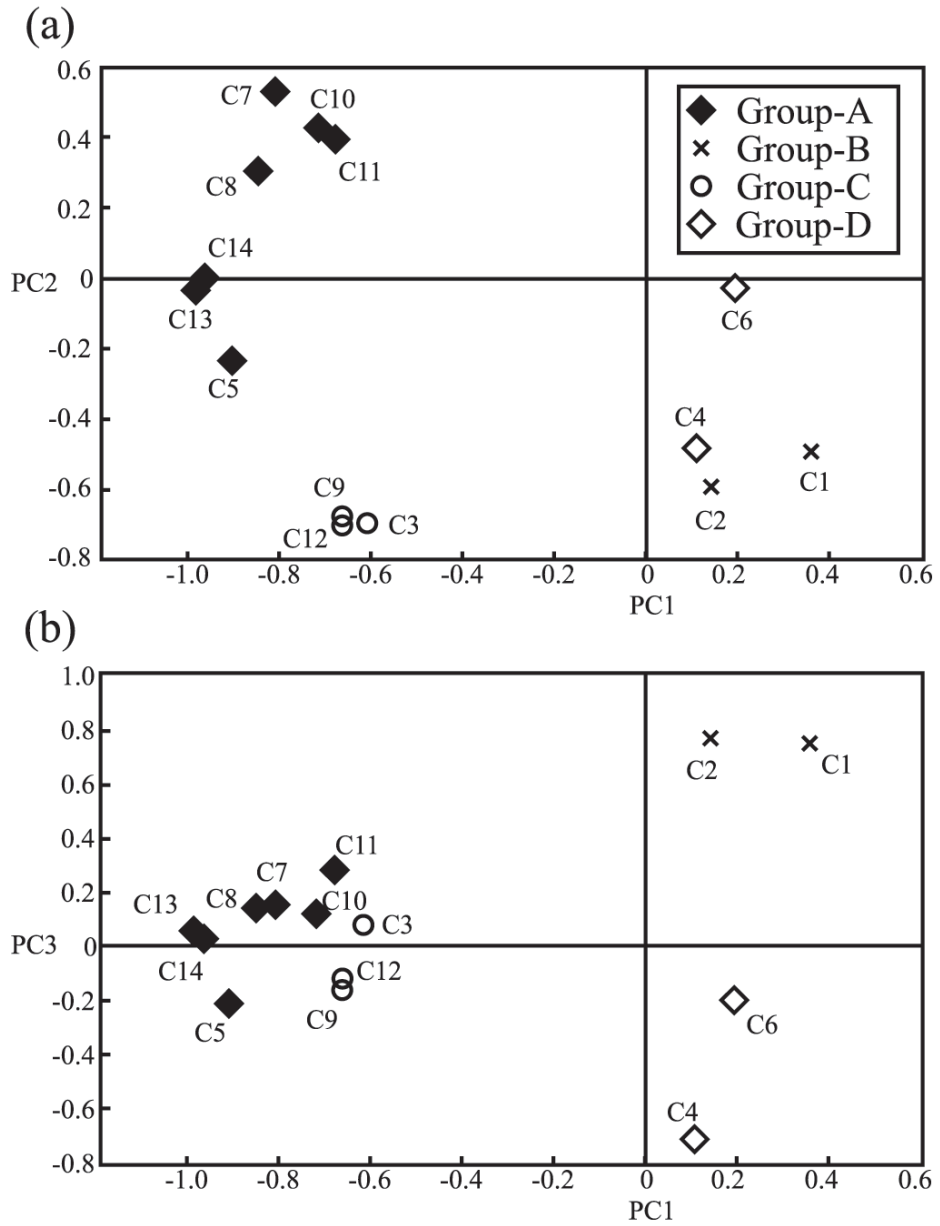 (a)
0.6
0.4
0.2
PC2 0
-0.2
-0.4
-0.6
-0.8
C7
C10
C11
C8
C14
C13
C5
C9
C12
C3
Group-A
Group-B
Group-C
Group-D
C6
C4
C2
C1
-1.0 -0.8 -0.6 -0.4 -0.2 0 0.2 0.4 0.6
PC1
(b)
1.0
0.8
0.6
0.4
0.2
PC3 0
-0.2
-0.4
-0.6
-0.8
C2
C1
C11
C7
C8
C10
C13
C3
C14
C12
C5
C9
C6
C4
-1.0 -0.8 -0.6 -0.4 -0.2 0 0.2 0.4 0.6
PC1